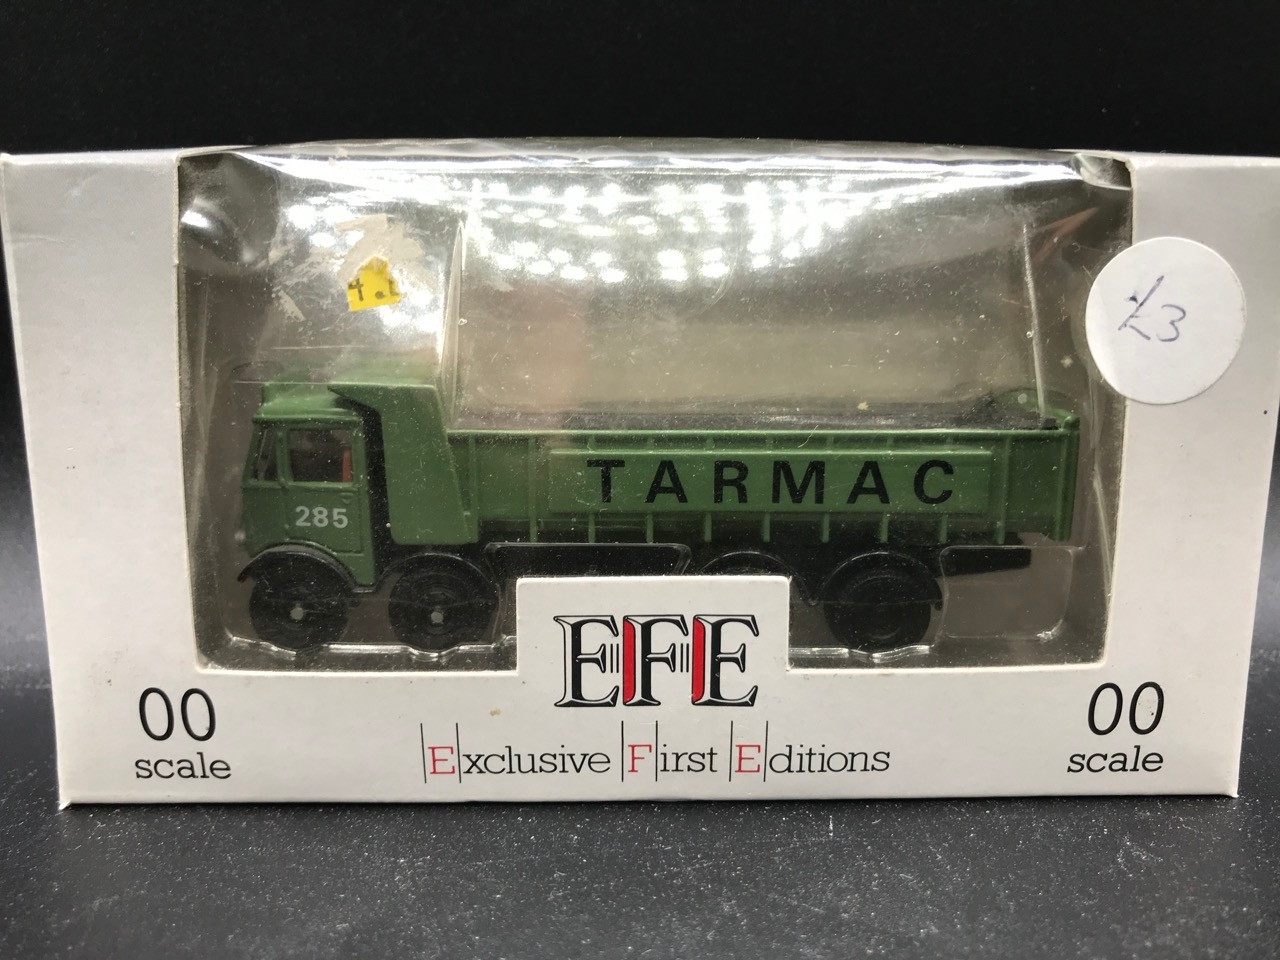 £3
TARMAC
285
EFE
00
scale
Exclusive First Editions
00
scale